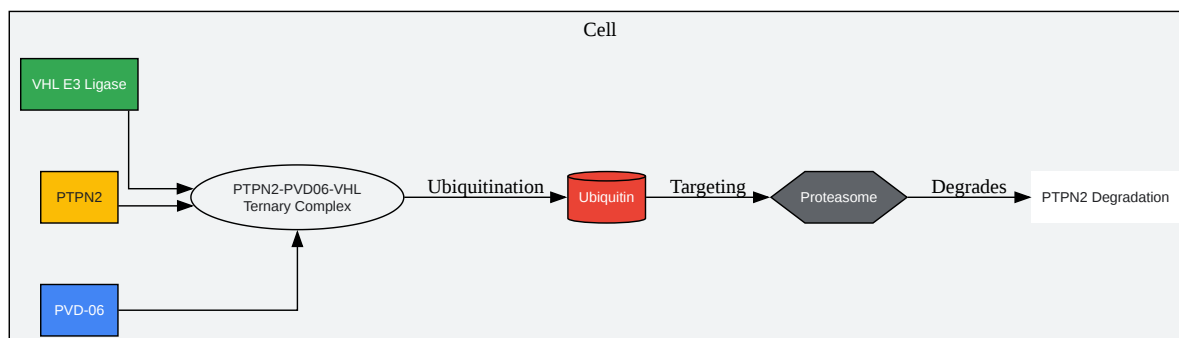 Cell
VHL E3 Ligase
PTPN2
PVD-06
PTPN2-PVD06-VHL
Ternary Complex
Ubiquitination
Ubiquitin
Targeting
Proteasome
Degrades
PTPN2 Degradation